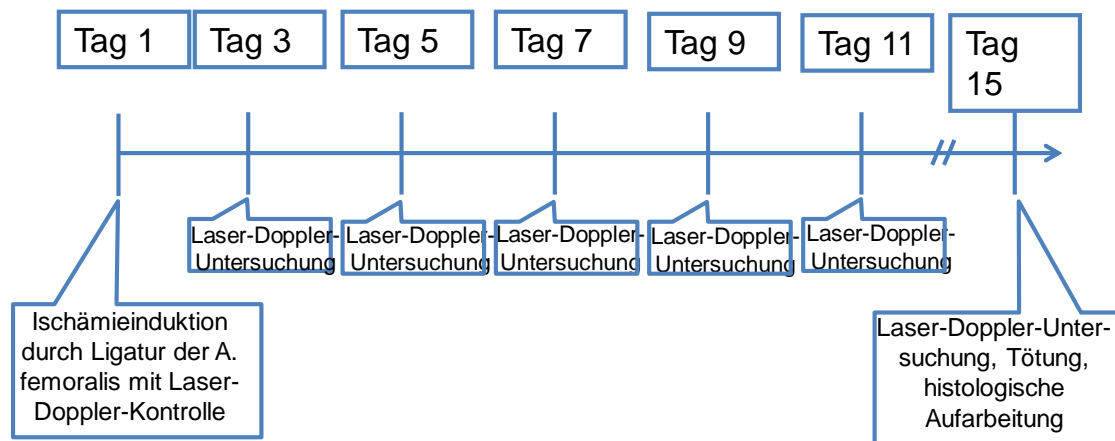 Tag 1
Tag 3
Tag 5
Tag 7
Tag 9
Tag 11
Tag
15
Laser-Doppler-
Untersuchung
Laser-Doppler-
Untersuchung
Laser-Doppler-
Untersuchung
Laser-Doppler-
Untersuchung
Laser-Doppler-
Untersuchung
Ischämieinduktion
durch Ligatur der A.
femoralis mit Laser-
Doppler-Kontrolle
Laser-Doppler-Unter-
suchung, Tötung,
histologische
Aufarbeitung